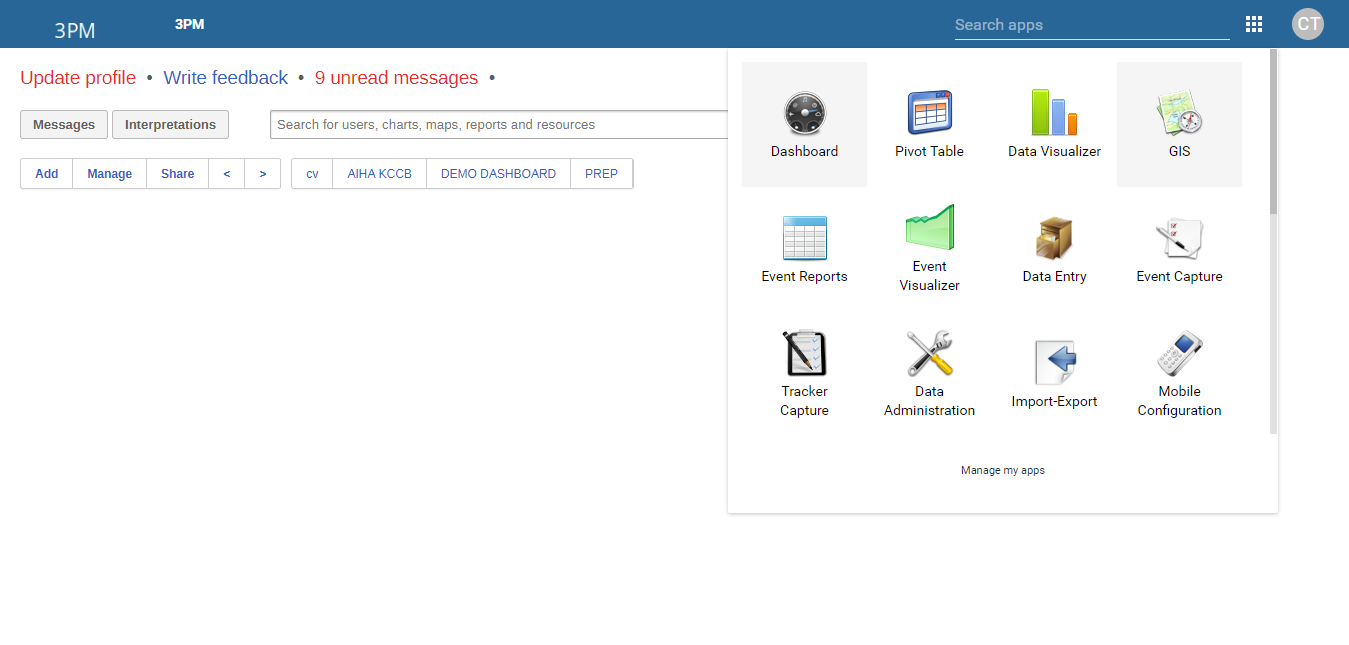 3PM
3PM
Search apps
CT
Update profile • Write feedback • 9 unread messages •
Messages
Interpretations
Search for users, charts, maps, reports and resources
Add
Manage
Share
<
>
cv
AIHA KCCB
DEMO DASHBOARD
PREP
Dashboard
Pivot Table
Data Visualizer
GIS
Event Reports
Event
Visualizer
Data Entry
Event Capture
Tracker
Capture
Data
Administration
Import-Export
Mobile
Configuration
Manage my apps